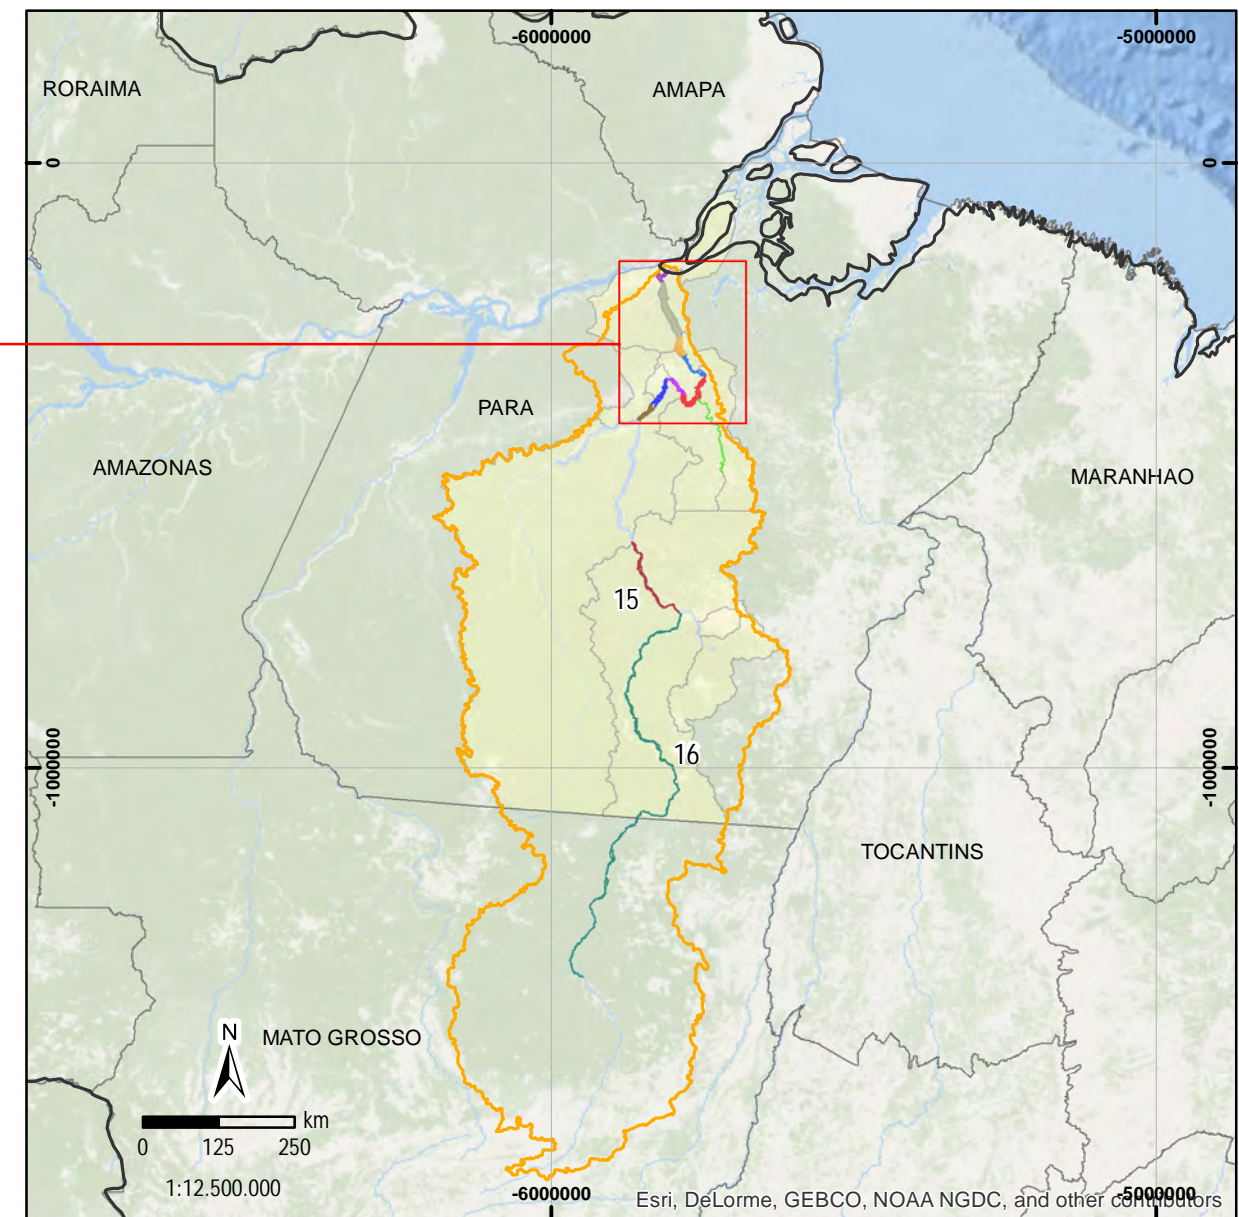 -6000000
-5000000
RORAIMA
AMAPA
0
0
PARA
AMAZONAS
MARANHAO
15
16
-1000000
-1000000
TOCANTINS
N
MATO GROSSO
km
0 125 250
1:12.500.000
-6000000
-5000000
Esri, DeLorme, GEBCO, NOAA NGDC, and other contributors